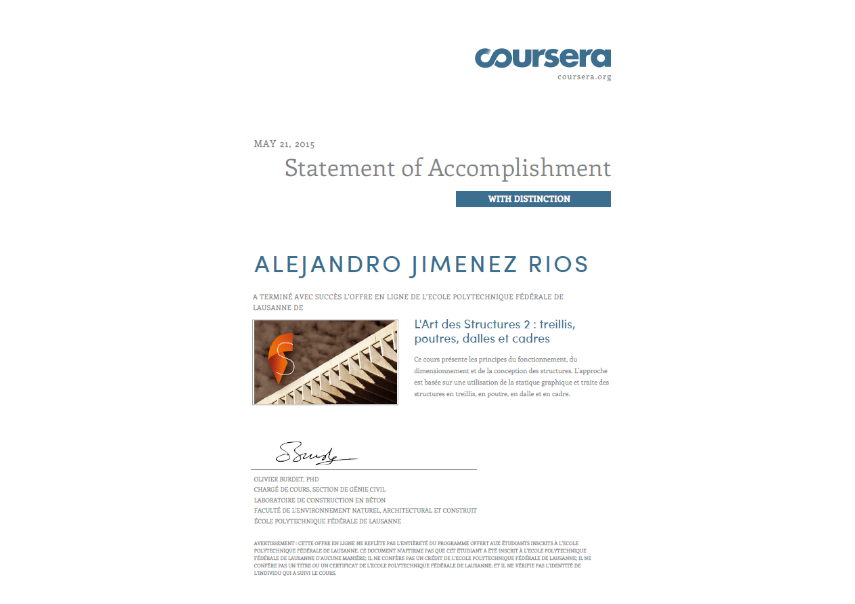 coursera
coursera.org
MAY 21, 2015
Statement of Accomplishment
WITH DISTINCTION
ALEJANDRO JIMENEZ RIOS
A TERMINÉ AVEC SUCCÈS L'OFFRE EN LIGNE DE L'ECOLE POLYTECHNIQUE FÉDÉRALE DE
LAUSANNE DE
L'Art des Structures 2 : treillis,
poutres, dalles et cadres
Ce cours présente les principes du fonctionnement, du
dimensionnement et de la conception des structures. L'approche
est basée sur une utilisation de la statique graphique et traite des
structures en treillis, en poutre, en dalle et en cadre.
OLIVIER BURDET, PHD
CHARGÉ DE COURS, SECTION DE GÉNIE CIVIL
LABORATOIRE DE CONSTRUCTION EN BÉTON
FACULTÉ DE L'ENVIRONNEMENT NATUREL, ARCHITECTURAL ET CONSTRUIT
ÉCOLE POLYTECHNIQUE FÉDÉRALE DE LAUSANNE
AVERTISSEMENT : CETTE OFFRE EN LIGNE NE REFLÈTE PAS L'ENTIÈRETÉ DU PROGRAMME OFFERT AUX ÉTUDIANTS INSCRITS À L'ECOLE
POLYTECHNIQUE FÉDÉRALE DE LAUSANNE. CE DOCUMENT N'AFFIRME PAS QUE CET ÉTUDIANT A ÉTÉ INSCRIT À L'ECOLE POLYTECHNIQUE
FÉDÉRALE DE LAUSANNE D'AUCUNE MANIÈRE; IL NE CONFÈRE PAS UN CRÉDIT DE L'ECOLE POLYTECHNIQUE FÉDÉRALE DE LAUSANNE; IL NE
CONFÈRE PAS UN TITRE OU UN CERTIFICAT DE L'ECOLE POLYTECHNIQUE FÉDÉRALE DE LAUSANNE; ET IL NE VÉRIFIE PAS L'IDENTITÉ DE
L'INDIVIDU QUI A SUIVI LE COURS.